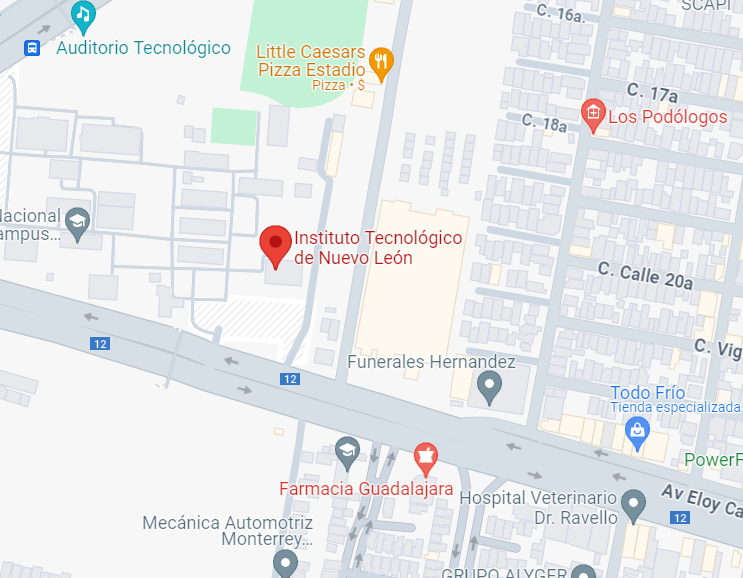 SCAPI
C. 16a.
Auditorio Tecnológico
Little Caesars
Pizza Estadio
Pizza • $
C. 17a
Los Podólogos
C. 18a.
Nacional
ampus...
Instituto Tecnológico
de Nuevo León
C. Calle 20a
12
C. Vig
Funerales Hernandez
12
Todo Frío
Tienda especializada
PowerF
Farmacia Guadalajara
Av Eloy Ca
Hospital Veterinario
Dr. Ravello
12
Mecánica Automotriz
Monterrey...
GRUPO ALYGER